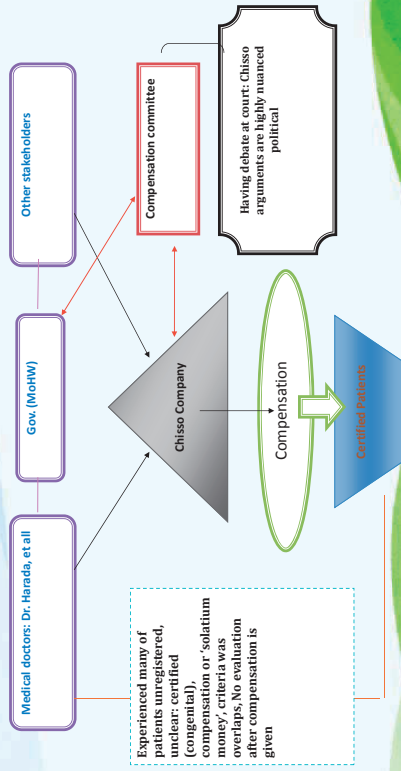 Medical doctors: Dr. Harada, et all
Gov. (MoHW)
Other stakeholders
Experienced many of
patients unregistered,
unclear: certified
(congenital),
compensation or ‘solatium
money’, criteria was
overlaps, No evaluation
after compensation is
given
Chisso Company
Compensation committee
Compensation
Having debate at court: Chisso
arguments are highly nuanced
political
Certified Patients